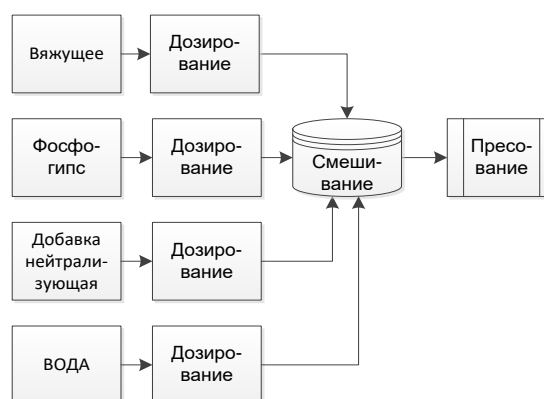 Вяжущее
Дозиро-
вание
Фосфо-
гипс
Дозиро-
вание
Смеши-
вание
Пресо-
вание
Добавка
нейтрали-
зующая
Дозиро-
вание
ВОДА
Дозиро-
вание